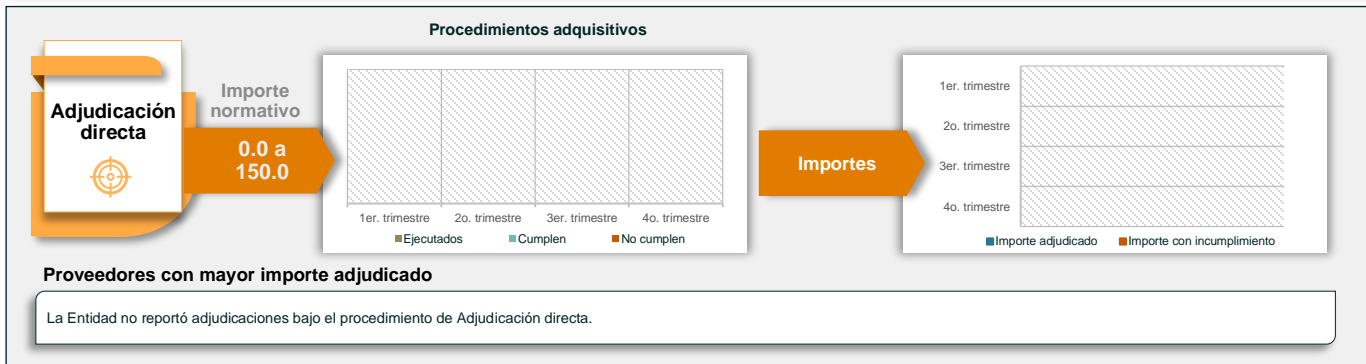 Procedimientos adquisitivos
Adjudicación
directa
Importe
normativo
0.0 a
150.0
1er. trimestre 2o. trimestre 3er. trimestre 4o. trimestre
Ejecutados Cumplen No cumplen
Importes
1er. trimestre
2o. trimestre
3er. trimestre
4o. trimestre
Importe adjudicado Importe con incumplimiento
Proveedores con mayor importe adjudicado
La Entidad no reportó adjudicaciones bajo el procedimiento de Adjudicación directa.